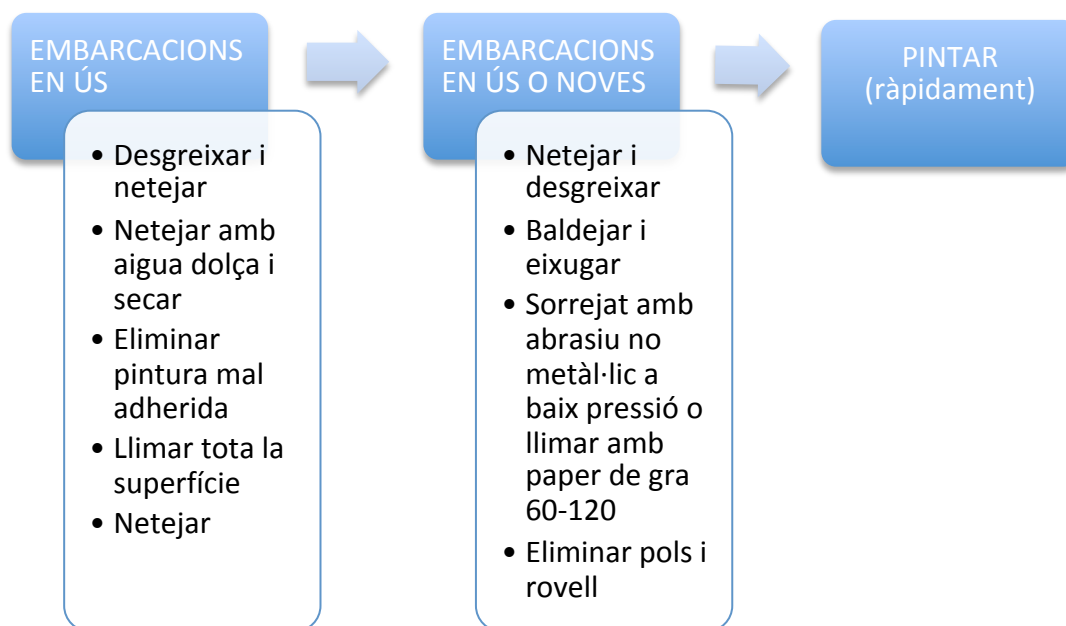 EMBARCACIONS
EN ÚS
• Desgreixar i
netejar
• Netejar amb
aigua dolça i
secar
• Eliminar
pintura mal
adherida
• Llimar tota la
superfície
• Netejar
EMBARCACIONS
EN ÚS O NOVES
• Netejar i
desgreixar
• Baldejar i
eixugar
• Sorrejat amb
abrasiu no
metàl·lic a
baix pressió o
llimar amb
paper de gra
60-120
• Eliminar pols i
rovell
PINTAR
(ràpidament)